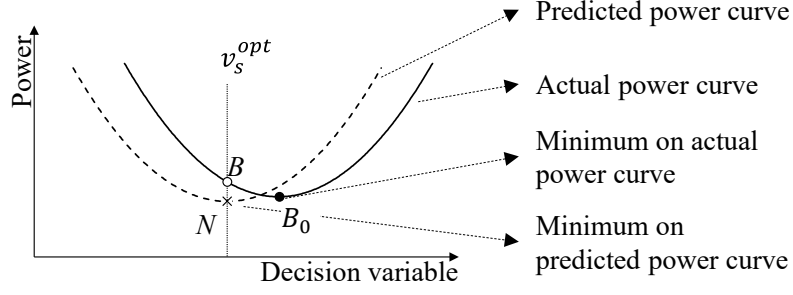 Predicted power curve
Power
v_s^{opt}
Actual power curve
B
Minimum on actual
power curve
N
B_0
Minimum on
predicted power curve
Decision variable